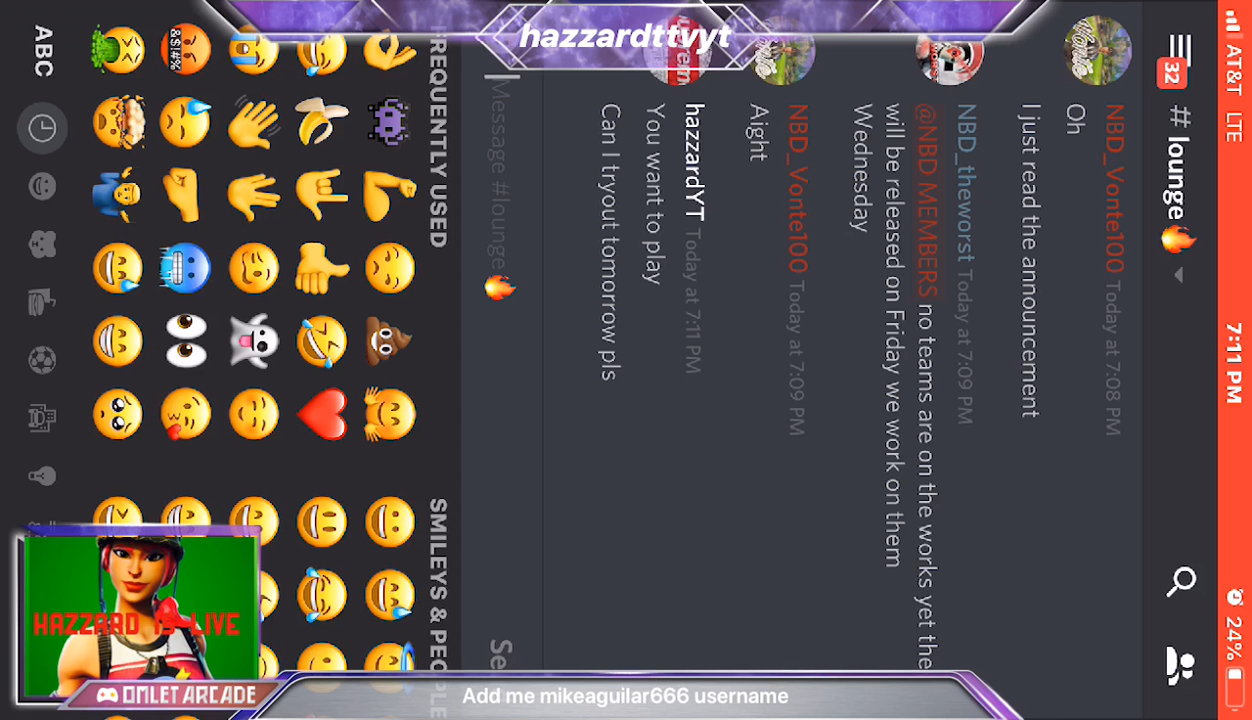 hazzardttvyt
AT&T LTE
7:11 PM
24%
32
# lounge🔥
NBD_Vonte100 Today at 7:08 PM
Oh
I just read the announcement
NBD_theworst Today at 7:09 PM
@NBD MEMBERS no teams are on the works yet the
will be released on Friday we work on them
Wednesday
NBD_Vonte100 Today at 7:09 PM
Aight
hazzardYT Today at 7:11 PM
You want to play
Can I tryout tomorrow pls
Message #lounge🔥
FREQUENTLY USED
SMILEYS & PEO
&$!#%
ABC
HAZZARD IS LIVE
OMLET ARCADE
Add me mikeaguilar666 username